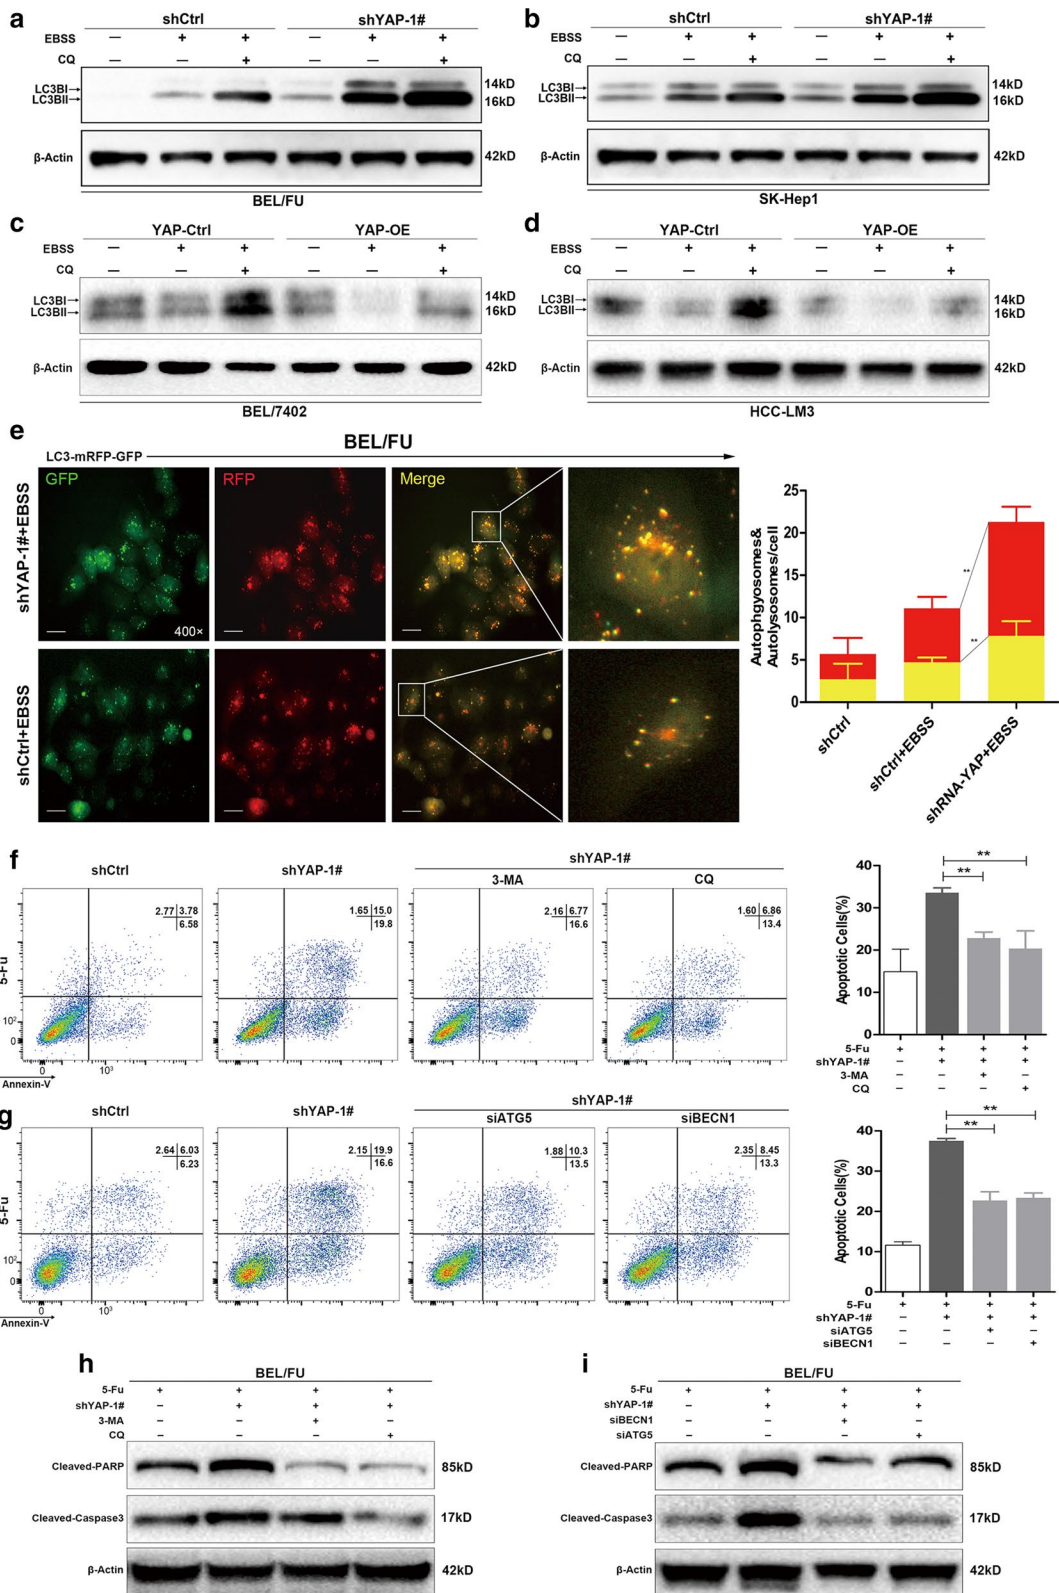 a
shCtrl shYAP-1#
EBSS — + + — + +
CQ — — + — — +
LC3BI→ 14kD
LC3BII→ 16kD
β-Actin 42kD
BEL/FU
b
shCtrl shYAP-1#
EBSS — + + — + +
CQ — — + — — +
LC3BI→ 14kD
LC3BII→ 16kD
β-Actin 42kD
SK-Hep1
c
YAP-Ctrl YAP-OE
EBSS — + + — + +
CQ — — + — — +
LC3BI→ 14kD
LC3BII→ 16kD
β-Actin 42kD
BEL/7402
d
YAP-Ctrl YAP-OE
EBSS — + + — + +
CQ — — + — — +
LC3BI→ 14kD
LC3BII→ 16kD
β-Actin 42kD
HCC-LM3
e
BEL/FU
LC3-mRFP-GFP
GFP RFP Merge
shYAP-1#+EBSS
400×
shCtrl+EBSS
Autophgyosomes&
Autolysosomes/cell
25
20
15
10
5
0
**
**
shCtrl
shCtrl+EBSS
shRNA-YAP+EBSS
f
shCtrl shYAP-1# shYAP-1#
3-MA CQ
5-Fu
2.77 3.78
6.58
1.65 15.0
19.8
2.16 6.77
16.6
1.60 6.86
13.4
10²
0
0 10³
Annexin-V
Apoptotic Cells(%)
40
30
20
10
0
**
**
5-Fu + + + +
shYAP-1# – + + +
3-MA – – + –
CQ – – – +
g
shCtrl shYAP-1# shYAP-1#
siATG5 siBECN1
5-Fu
2.64 6.03
6.23
2.15 19.9
16.6
1.88 10.3
13.5
2.35 8.45
13.3
10²
0
0 10³
Annexin-V
Apoptotic Cells(%)
40
30
20
10
0
**
**
5-Fu + + + +
shYAP-1# – + + +
siATG5 – – + –
siBECN1 – – – +
h
BEL/FU
5-Fu + + + +
shYAP-1# – + + +
3-MA – – + –
CQ – – – +
Cleaved-PARP 85kD
Cleaved-Caspase3 17kD
β-Actin 42kD
i
BEL/FU
5-Fu + + + +
shYAP-1# – + + +
siBECN1 – – + –
siATG5 – – – +
Cleaved-PARP 85kD
Cleaved-Caspase3 17kD
β-Actin 42kD